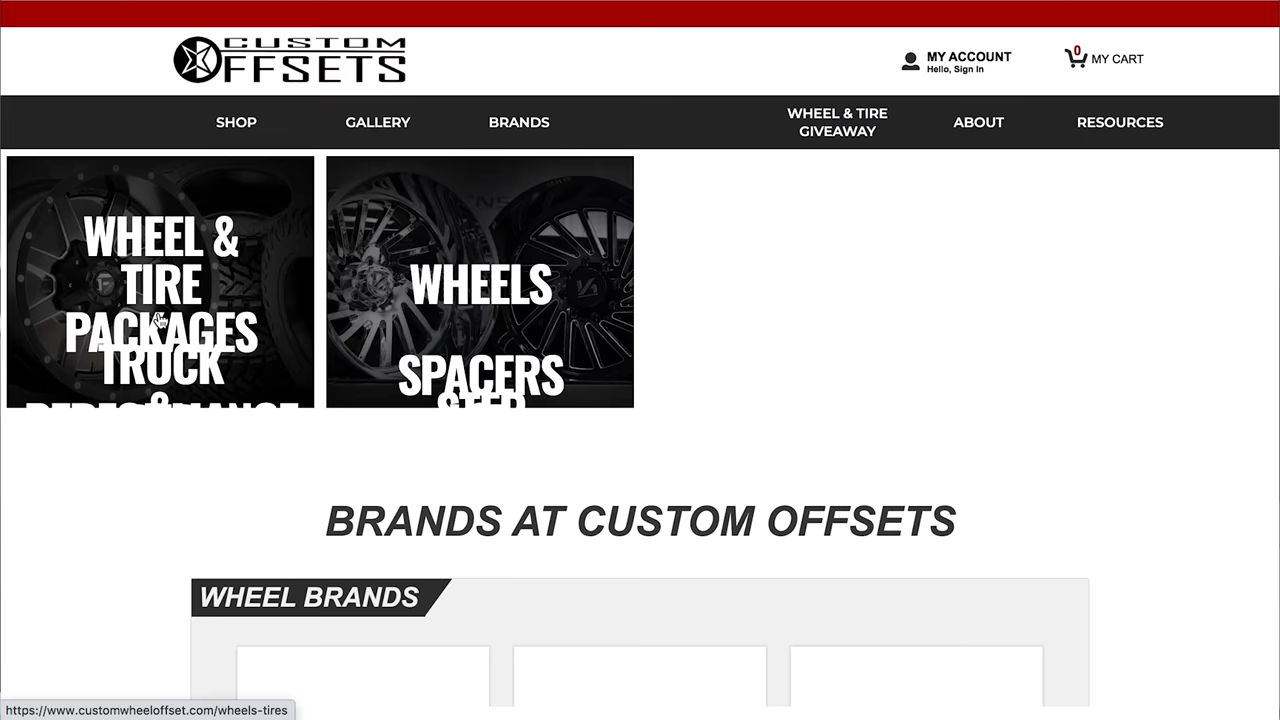 CUSTOM
OFFSETS
MY ACCOUNT
Hello, Sign In
0
MY CART
SHOP
GALLERY
BRANDS
WHEEL & TIRE
GIVEAWAY
ABOUT
RESOURCES
WHEEL &
TIRE
PACKAGES
TRUCK
&
PERFORMANCE
WHEELS
SPACERS
BRANDS AT CUSTOM OFFSETS
WHEEL BRANDS
https://www.customwheeloffset.com/wheels-tires